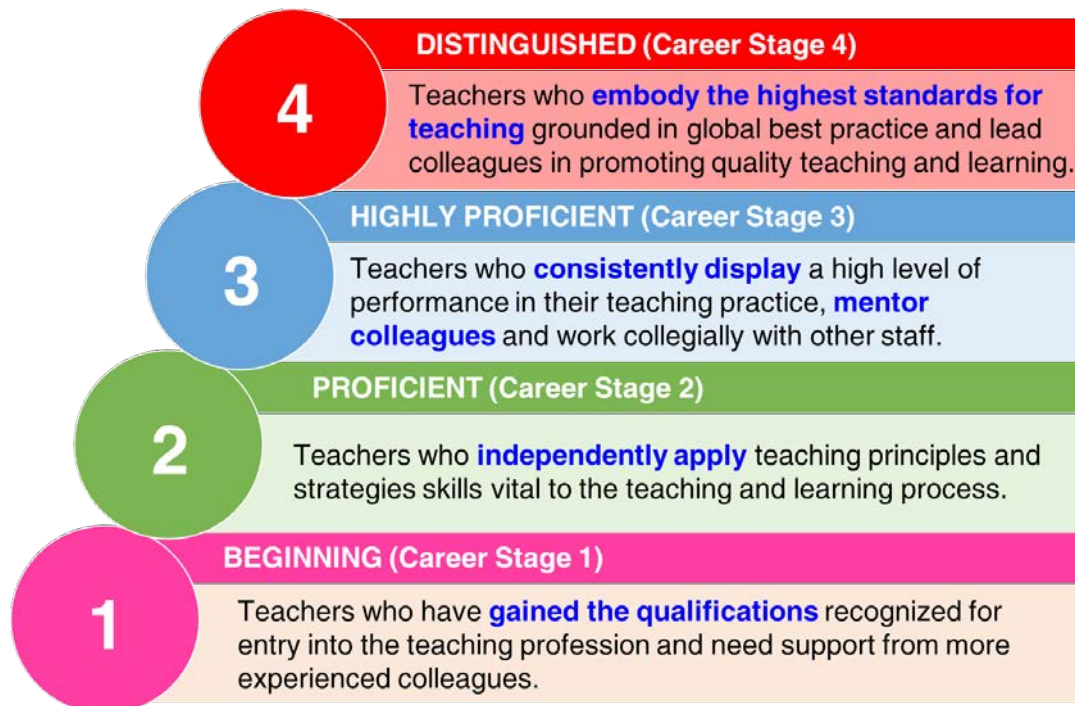 4
DISTINGUISHED (Career Stage 4)
Teachers who embody the highest standards for
teaching grounded in global best practice and lead
colleagues in promoting quality teaching and learning.
3
HIGHLY PROFICIENT (Career Stage 3)
Teachers who consistently display a high level of
performance in their teaching practice, mentor
colleagues and work collegially with other staff.
2
PROFICIENT (Career Stage 2)
Teachers who independently apply teaching principles and
strategies skills vital to the teaching and learning process.
1
BEGINNING (Career Stage 1)
Teachers who have gained the qualifications recognized for
entry into the teaching profession and need support from more
experienced colleagues.